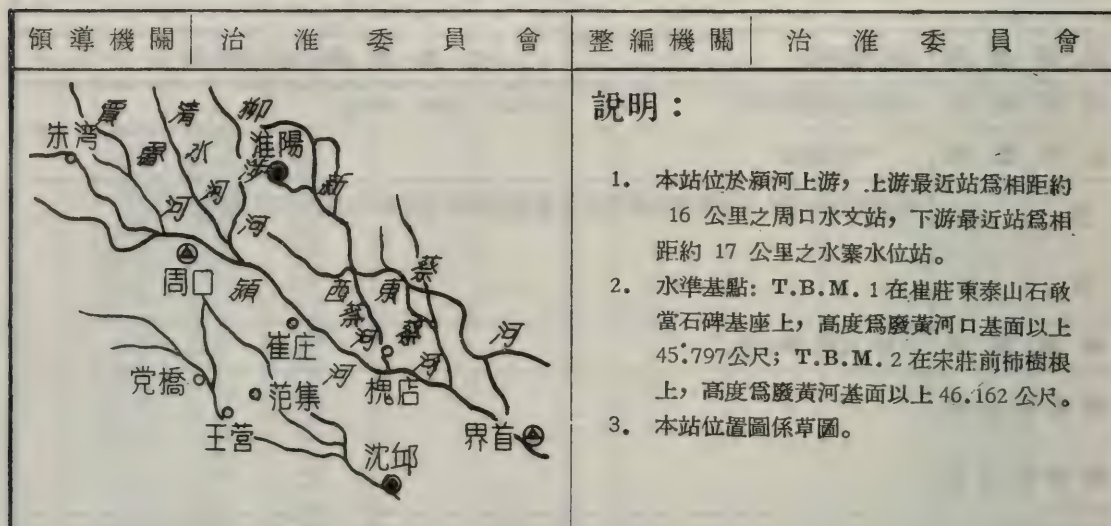 領導機關 治淮委員會 整編機關 治淮委員會
說明：
1. 本站位於潁河上游，上游最近站爲相距約
16 公里之周口水文站，下游最近站爲相
距約 17 公里之水寨水位站。
2. 水準基點：T.B.M. 1 在崔莊東泰山石敢
當石碑基座上，高度爲廢黃河口基面以上
45.797公尺；T.B.M. 2 在宋莊前柿樹根
上，高度爲廢黃河基面以上 46.162 公尺。
3. 本站位置圖係草圖。
朱湾
賈魯河
清水河
柳涉河
淮陽
新蔡河
周口
潁河
西蔡河
東蔡河
崔庄
槐店
党橋
范集
王营
沈邱
界首